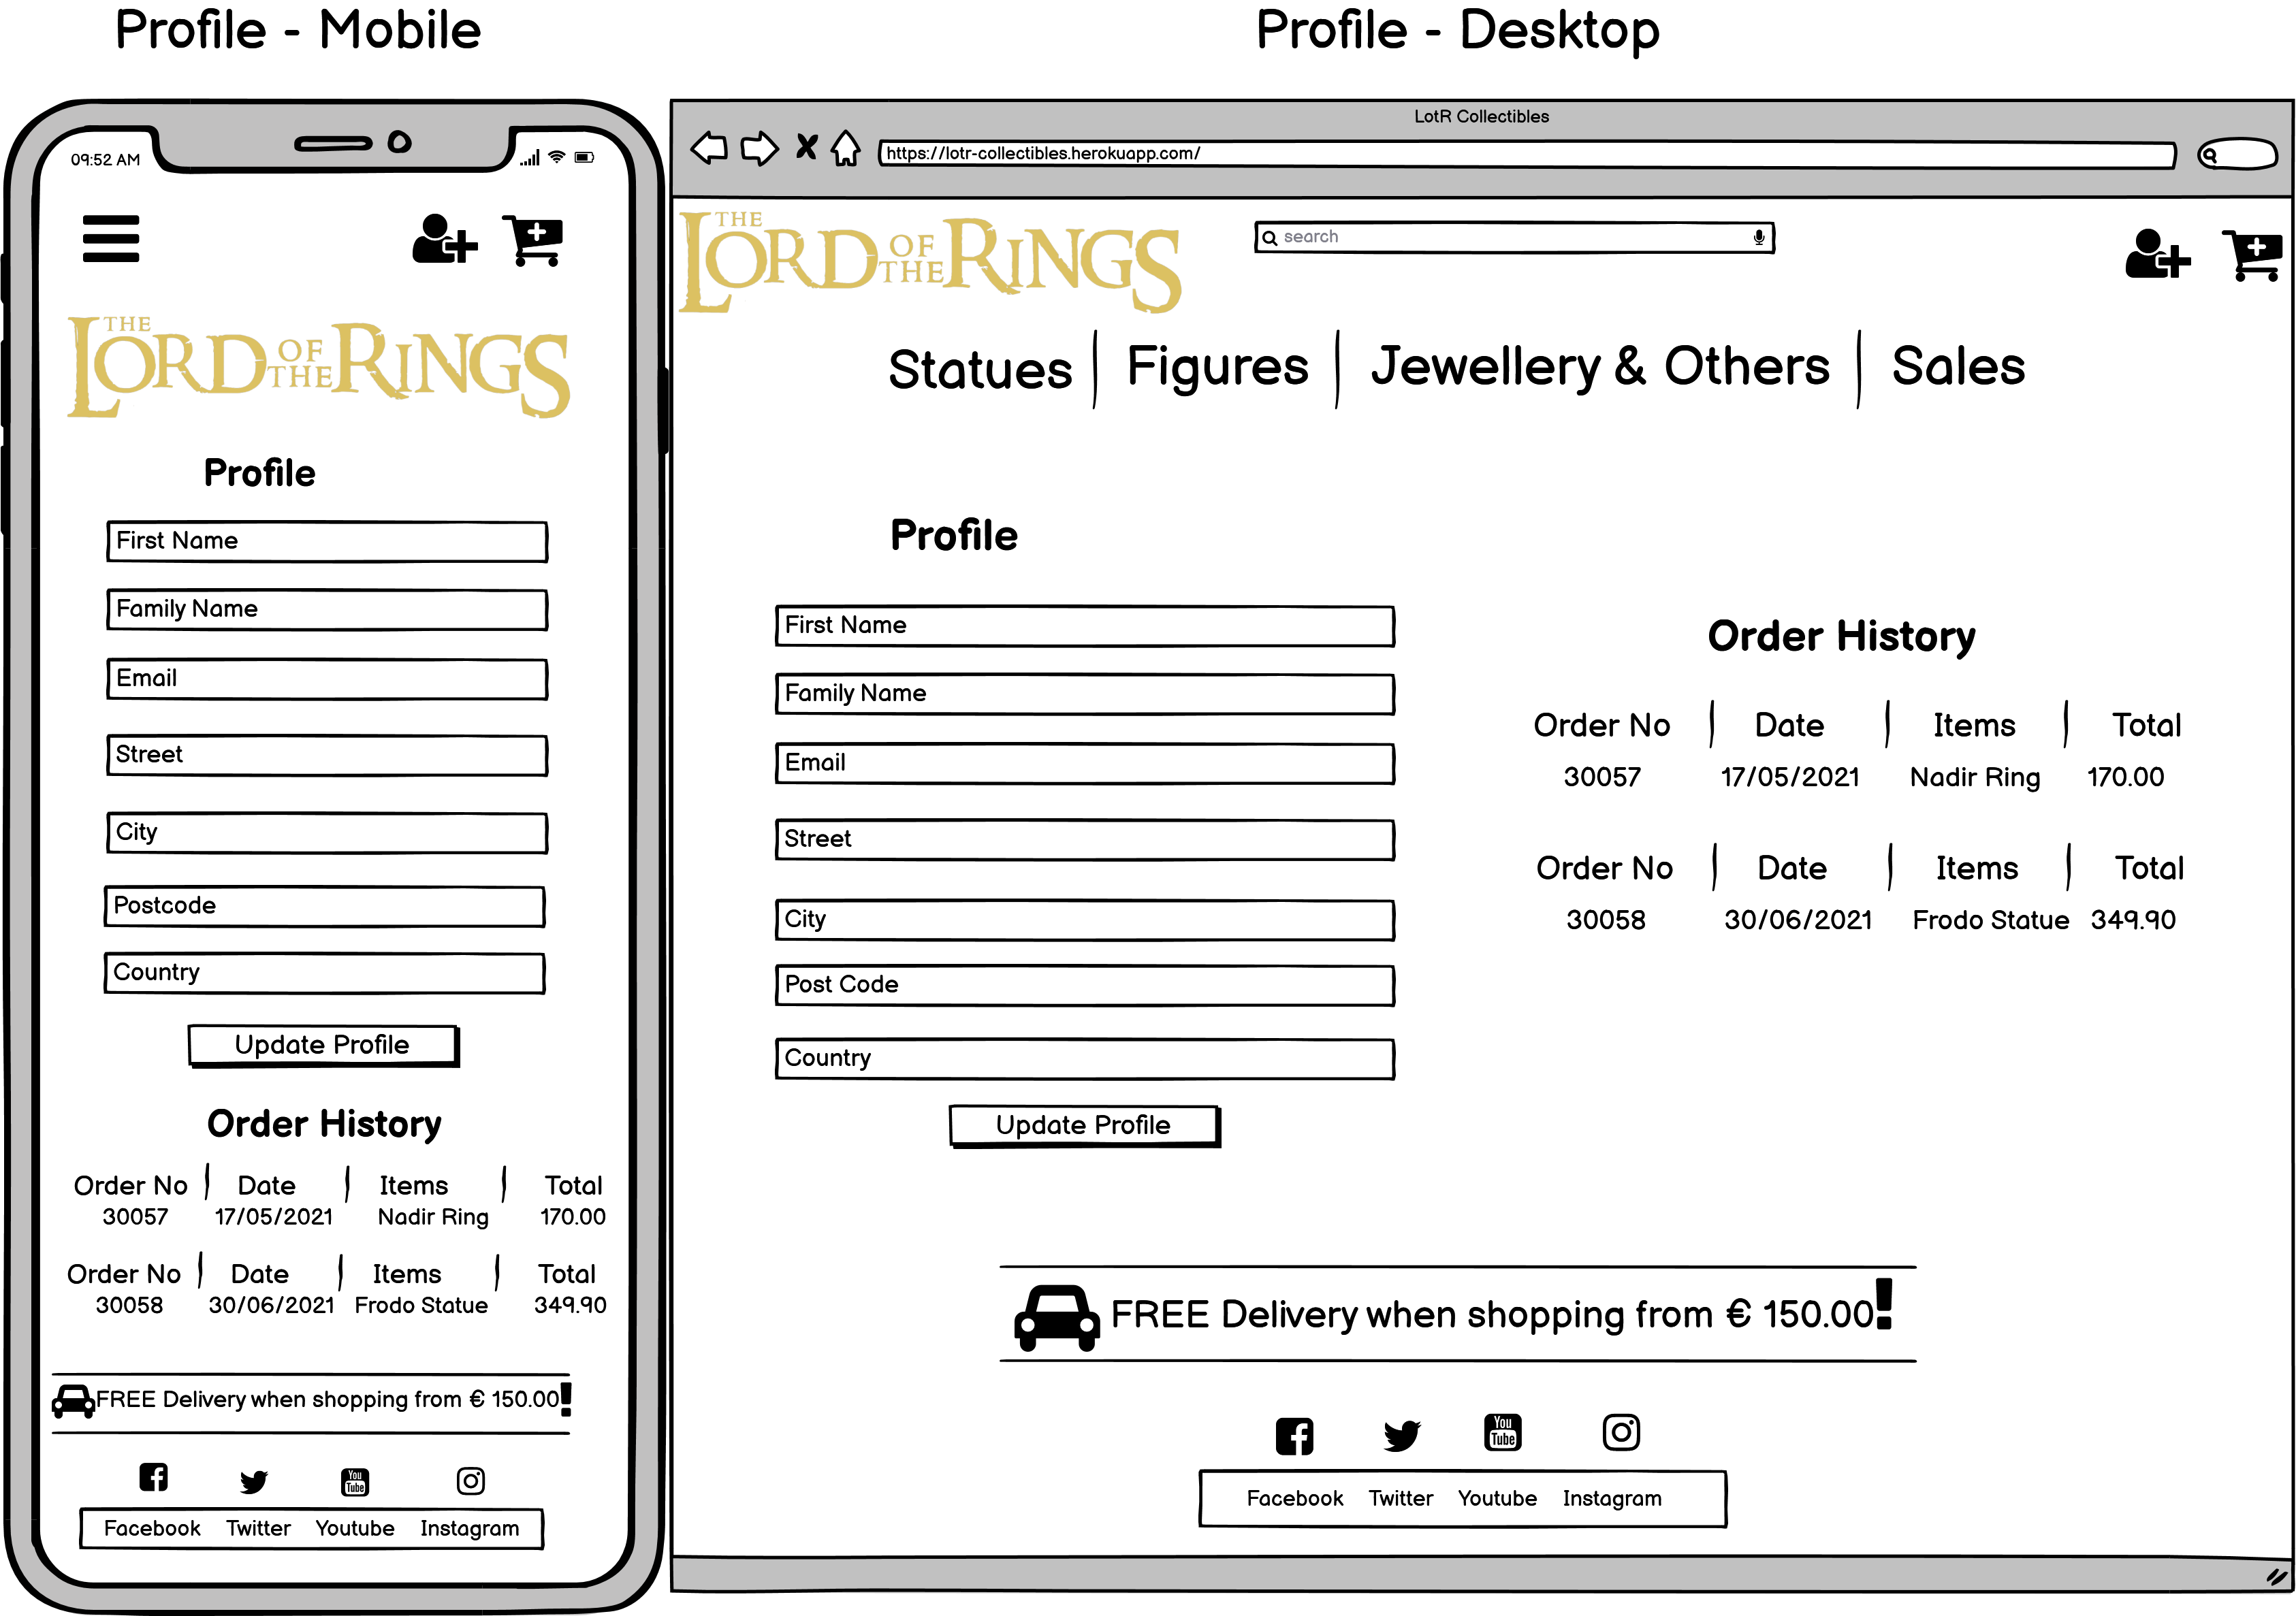 Profile - Mobile
09:52 AM
THE LORD OF THE RINGS
Profile
First Name
Family Name
Email
Street
City
Postcode
Country
Update Profile
Order History
Order No Date Items Total
30057 17/05/2021 Nadir Ring 170.00
Order No Date Items Total
30058 30/06/2021 Frodo Statue 349.90
FREE Delivery when shopping from € 150.00!
You Tube
Facebook Twitter Youtube Instagram
Profile - Desktop
LotR Collectibles
https://lotr-collectibles.herokuapp.com/
THE LORD OF THE RINGS
search
Statues Figures Jewellery & Others Sales
Profile
First Name
Family Name
Email
Street
City
Post Code
Country
Update Profile
Order History
Order No Date Items Total
30057 17/05/2021 Nadir Ring 170.00
Order No Date Items Total
30058 30/06/2021 Frodo Statue 349.90
FREE Delivery when shopping from € 150.00!
You Tube
Facebook Twitter Youtube Instagram